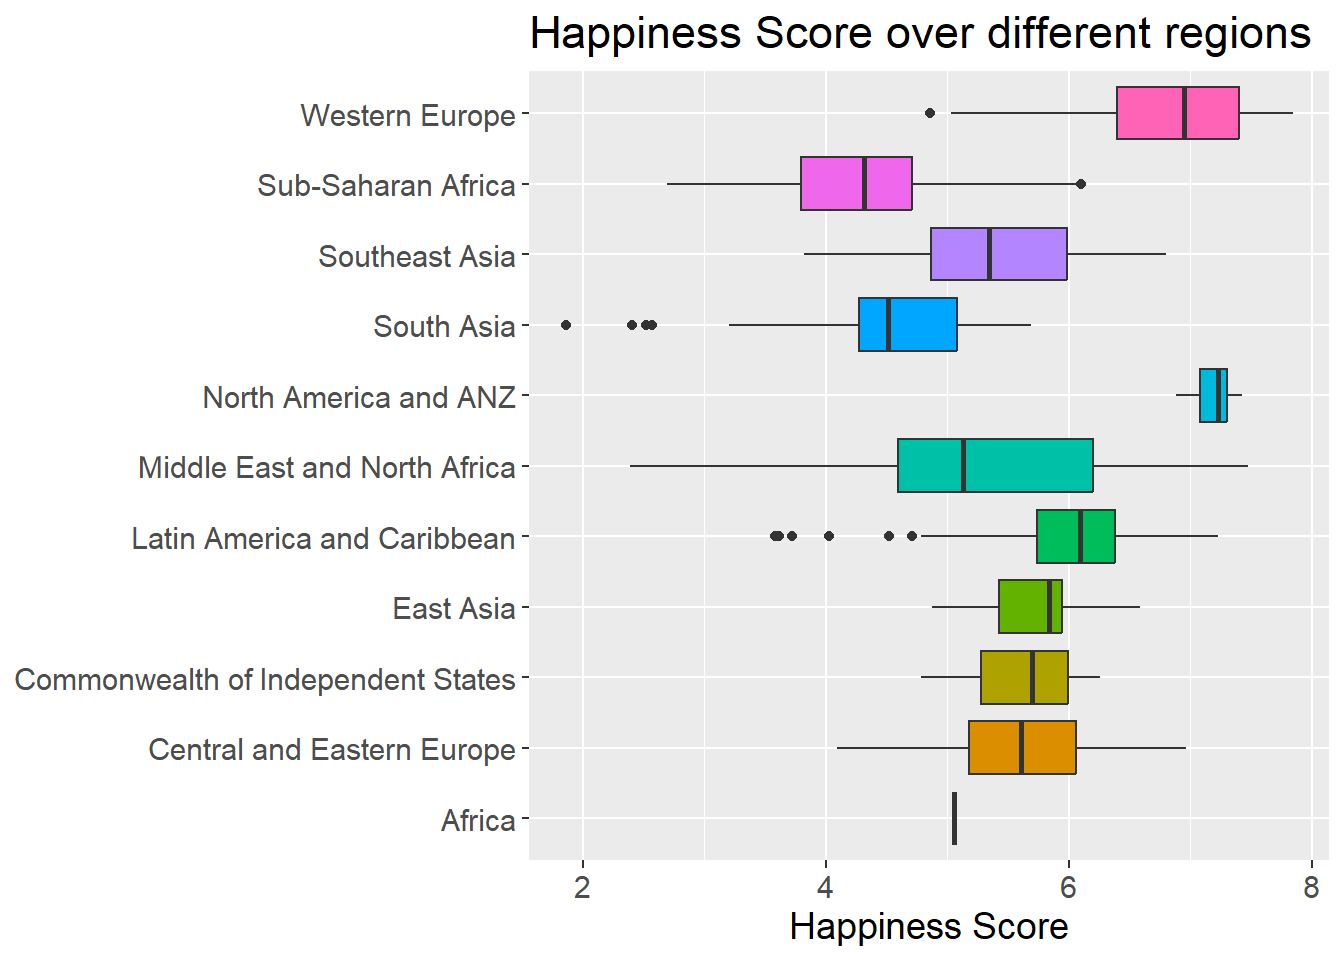 Happiness Score over different regions
Western Europe
Sub-Saharan Africa
Southeast Asia
South Asia
North America and ANZ
Middle East and North Africa
Latin America and Caribbean
East Asia
Commonwealth of Independent States
Central and Eastern Europe
Africa
2 4 6 8
Happiness Score